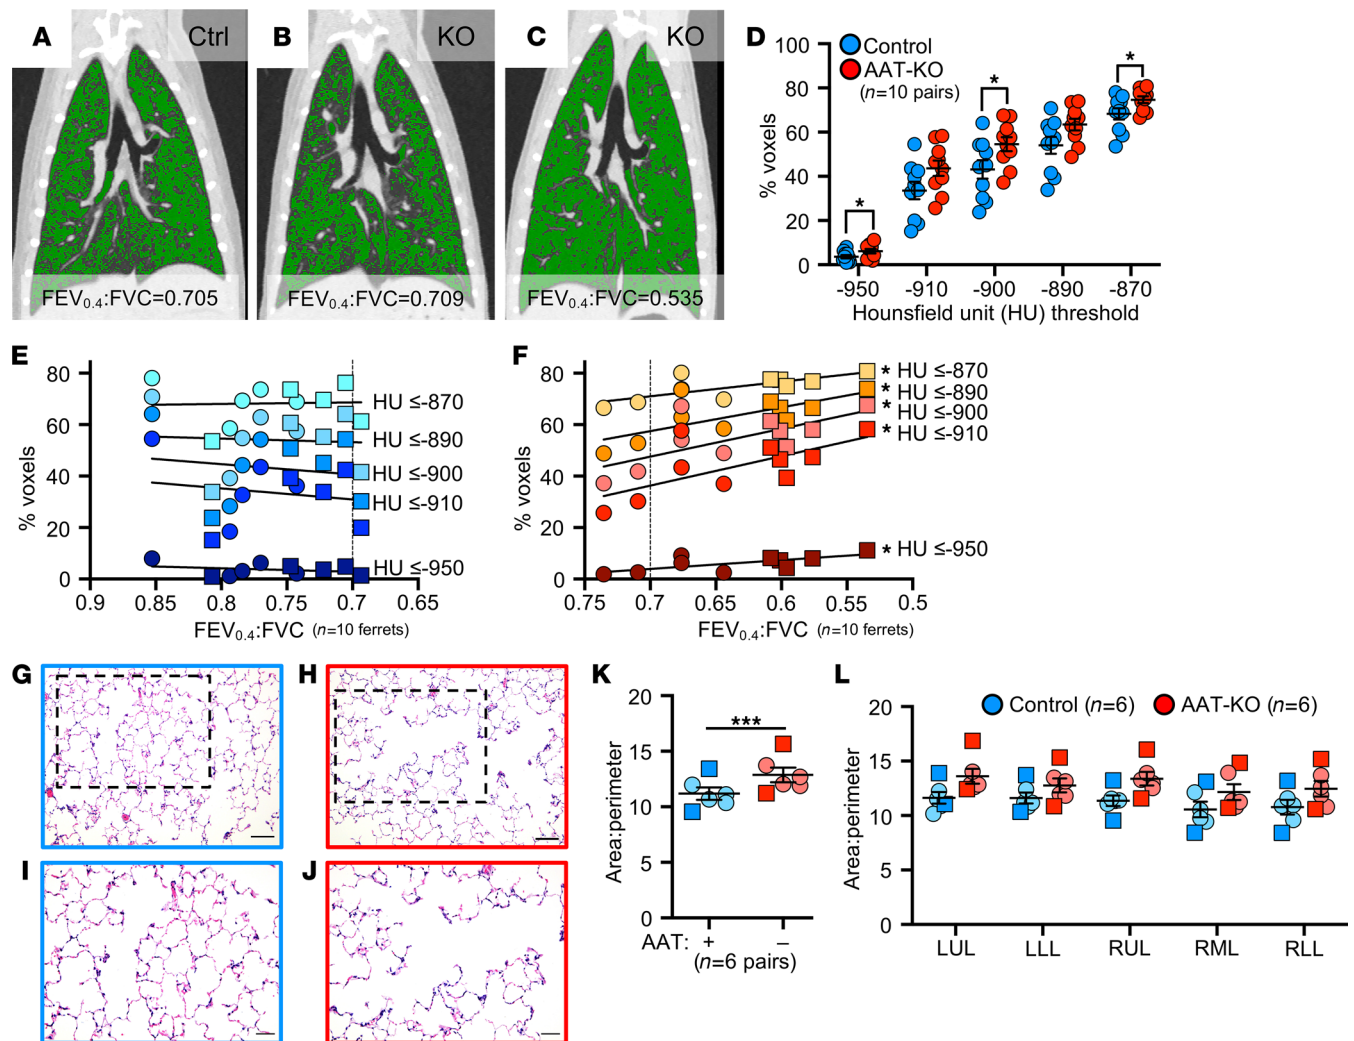 A Ctrl
FEV0.4:FVC=0.705
B KO
FEV0.4:FVC=0.709
C KO
FEV0.4:FVC=0.535
D
Control
AAT-KO
(n=10 pairs)
* * *
% voxels
100
80
60
40
20
0
-950 -910 -900 -890 -870
Hounsfield unit (HU) threshold
E
% voxels
80
60
40
20
0
HU ≤-870
HU ≤-890
HU ≤-900
HU ≤-910
HU ≤-950
0.9 0.85 0.8 0.75 0.7 0.65
FEV0.4:FVC (n=10 ferrets)
F
% voxels
80
60
40
20
0
* HU ≤-870
* HU ≤-890
* HU ≤-900
* HU ≤-910
* HU ≤-950
0.75 0.7 0.65 0.6 0.55 0.5
FEV0.4:FVC (n=10 ferrets)
G
H
I
J
K
Area:perimeter
20
15
10
5
0
***
AAT: + –
(n=6 pairs)
L
Control (n=6) AAT-KO (n=6)
Area:perimeter
20
15
10
5
0
LUL LLL RUL RML RLL